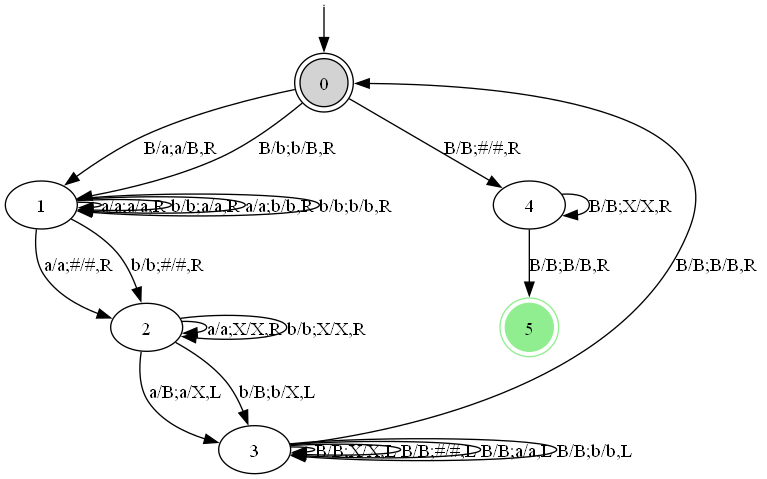 0
B/a;a/B,R
B/b;b/B,R
B/B;#/#,R
1
a/a;a/a,R
b/b;a/a,R
a/a;b/b,R
b/b;b/b,R
4
B/B;X/X,R
a/a;#/#,R
b/b;#/#,R
B/B;B/B,R
B/B;B/B,R
2
a/a;X/X,R
b/b;X/X,R
5
a/B;a/X,L
b/B;b/X,L
3
B/B;X/X,L
B/B;#/#,L
B/B;a/a,L
B/B;b/b,L